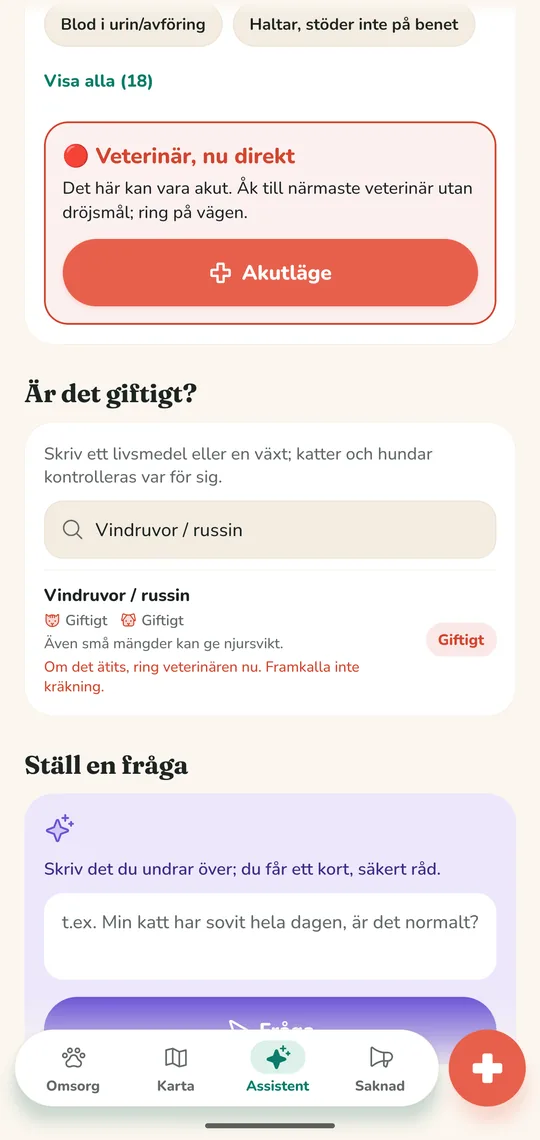 Blod i urin/avföring
Haltar, stöder inte på benet
Visa alla (18)
Veterinär, nu direkt
Det här kan vara akut. Åk till närmaste veterinär utan
dröjsmål; ring på vägen.
Akutläge
Är det giftigt?
Skriv ett livsmedel eller en växt; katter och hundar
kontrolleras var för sig.
Vindruvor / russin
Vindruvor / russin
Giftigt Giftigt
Även små mängder kan ge njursvikt.
Om det ätits, ring veterinären nu. Framkalla inte
kräkning.
Giftigt
Ställ en fråga
Skriv det du undrar över; du får ett kort, säkert råd.
t.ex. Min katt har sovit hela dagen, är det normalt?
Fråga
Omsorg
Karta
Assistent
Saknad